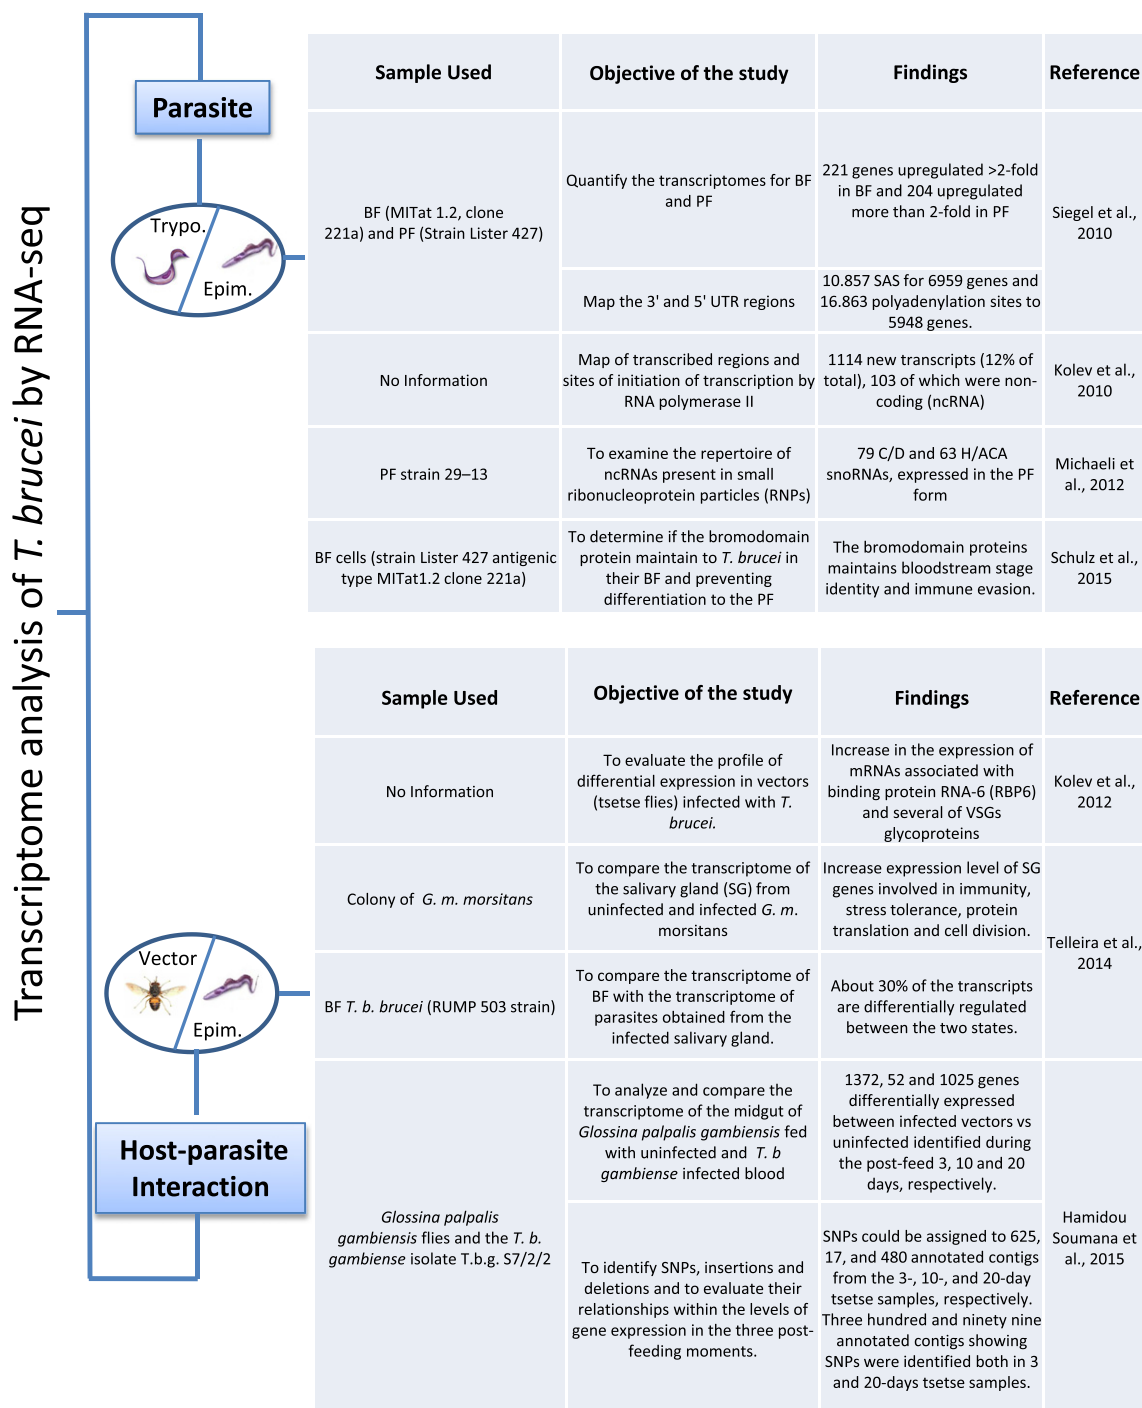 Transcriptome analysis of T. brucei by RNA-seq
Parasite
Trypo.
Epim.
Sample Used
Objective of the study
Findings
Reference
BF (MITat 1.2, clone
221a) and PF (Strain Lister 427)
Quantify the transcriptomes for BF
and PF
221 genes upregulated >2-fold
in BF and 204 upregulated
more than 2-fold in PF
Siegel et al.,
2010
Map the 3' and 5' UTR regions
10.857 SAS for 6959 genes and
16.863 polyadenylation sites to
5948 genes.
No Information
Map of transcribed regions and
sites of initiation of transcription by
RNA polymerase II
1114 new transcripts (12% of
total), 103 of which were non-
coding (ncRNA)
Kolev et al.,
2010
PF strain 29–13
To examine the repertoire of
ncRNAs present in small
ribonucleoprotein particles (RNPs)
79 C/D and 63 H/ACA
snoRNAs, expressed in the PF
form
Michaeli et
al., 2012
BF cells (strain Lister 427 antigenic
type MITat1.2 clone 221a)
To determine if the bromodomain
protein maintain to T. brucei in
their BF and preventing
differentiation to the PF
The bromodomain proteins
maintains bloodstream stage
identity and immune evasion.
Schulz et al.,
2015
Vector
Epim.
Host-parasite
Interaction
Sample Used
Objective of the study
Findings
Reference
No Information
To evaluate the profile of
differential expression in vectors
(tsetse flies) infected with T.
brucei.
Increase in the expression of
mRNAs associated with
binding protein RNA-6 (RBP6)
and several of VSGs
glycoproteins
Kolev et al.,
2012
Colony of G. m. morsitans
To compare the transcriptome of
the salivary gland (SG) from
uninfected and infected G. m.
morsitans
Increase expression level of SG
genes involved in immunity,
stress tolerance, protein
translation and cell division.
Telleira et al.,
2014
BF T. b. brucei (RUMP 503 strain)
To compare the transcriptome of
BF with the transcriptome of
parasites obtained from the
infected salivary gland.
About 30% of the transcripts
are differentially regulated
between the two states.
Glossina palpalis
gambiensis flies and the T. b.
gambiense isolate T.b.g. S7/2/2
To analyze and compare the
transcriptome of the midgut of
Glossina palpalis gambiensis fed
with uninfected and T. b
gambiense infected blood
1372, 52 and 1025 genes
differentially expressed
between infected vectors vs
uninfected identified during
the post-feed 3, 10 and 20
days, respectively.
Hamidou
Soumana et
al., 2015
To identify SNPs, insertions and
deletions and to evaluate their
relationships within the levels of
gene expression in the three post-
feeding moments.
SNPs could be assigned to 625,
17, and 480 annotated contigs
from the 3-, 10-, and 20-day
tsetse samples, respectively.
Three hundred and ninety nine
annotated contigs showing
SNPs were identified both in 3
and 20-days tsetse samples.